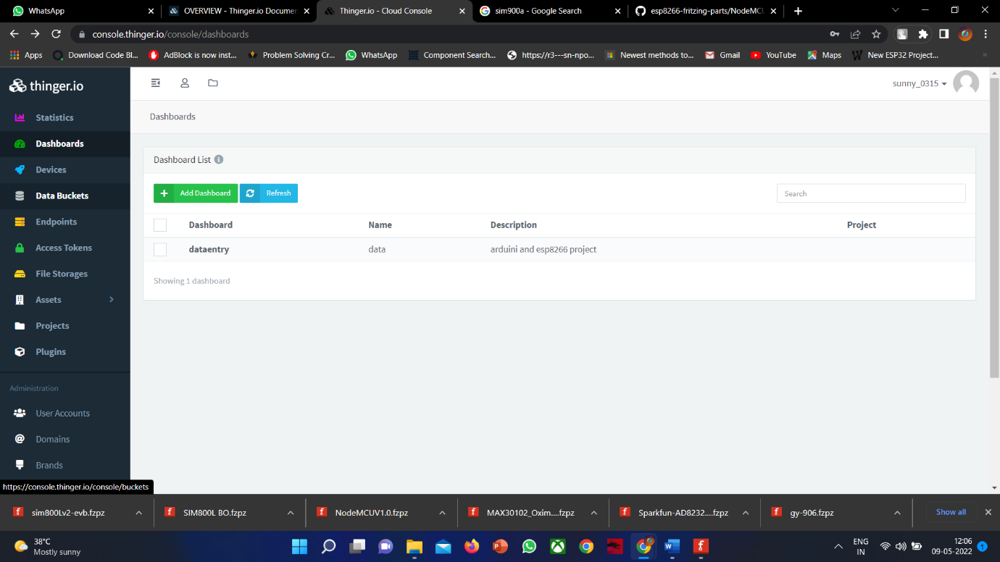 WhatsApp
OVERVIEW - Thinger.io Documen
Thinger.io - Cloud Console
sim900a - Google Search
esp8266-fritzing-parts/NodeMCU
console.thinger.io/console/dashboards
Apps
Download Code Bl...
AdBlock is now inst...
Problem Solving Cr...
WhatsApp
Component Search...
https://r3---sn-npo...
Newest methods to...
Gmail
YouTube
Maps
New ESP32 Project...
»
thinger.io
sunny_0315
Statistics
Dashboards
Devices
Data Buckets
Endpoints
Access Tokens
File Storages
Assets
Projects
Plugins
Administration
User Accounts
Domains
Brands
https://console.thinger.io/console/buckets
Dashboards
Dashboard List
Add Dashboard
Refresh
Search
Dashboard Name Description Project
dataentry data arduini and esp8266 project
Showing 1 dashboard
sim800Lv2-evb.fzpz
SIM800L BO.fzpz
NodeMCUV1.0.fzpz
MAX30102_Oxim....fzpz
Sparkfun-AD8232....fzpz
gy-906.fzpz
Show all
38°C
Mostly sunny
ENG
IN
12:06
09-05-2022
1